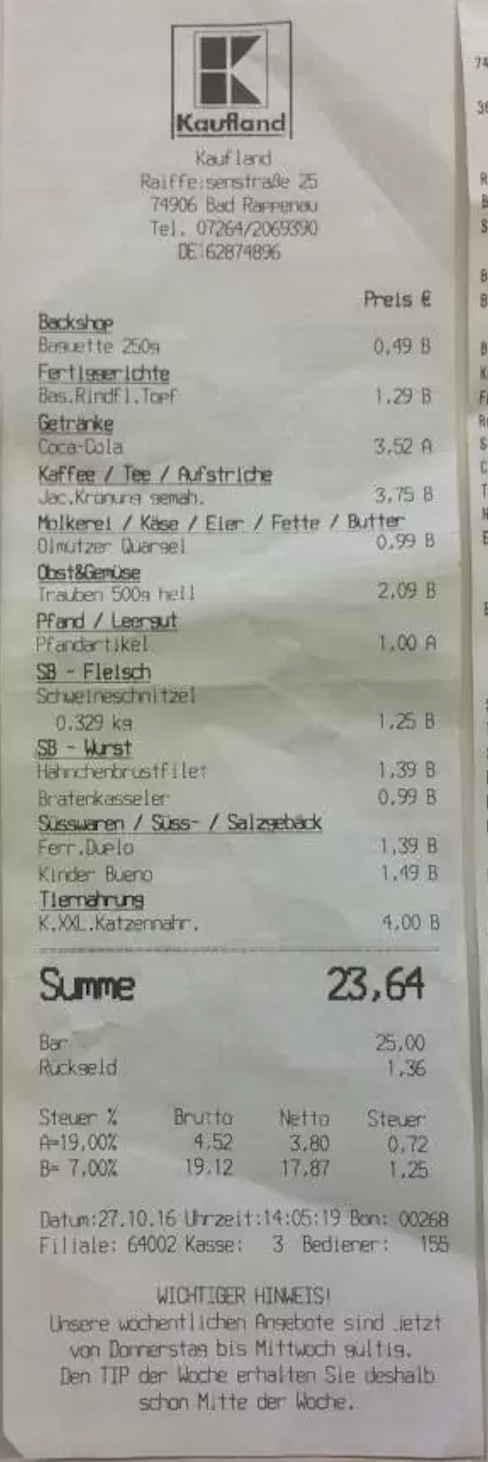 Kaufland
Kaufland
Raiffeisenstraße 25
74906 Bad Rappenau
Tel. 07264/2069390
DE162874896
Preis €
Backshop
Baguette 250g 0,49 B
Fertiggerichte
Bas.Rindfl.Topf 1,29 B
Getränke
Coca-Cola 3,52 A
Kaffee / Tee / Aufstriche
Jac.Krönung gemah. 3,75 B
Molkerei / Käse / Eier / Fette / Butter
Olmützer Quargel 0,99 B
Obst&Gemüse
Trauben 500g hell 2,09 B
Pfand / Leergut
Pfandartikel 1,00 A
SB - Fleisch
Schweineschnitzel
0,329 kg 1,25 B
SB - Wurst
Hähnchenbrustfilet 1,39 B
Bratenkasseler 0,99 B
Süsswaren / Süss- / Salzgebäck
Ferr.Duplo 1,39 B
Kinder Bueno 1,49 B
Tiernahrung
K.XXL.Katzennahr. 4,00 B
Summe 23,64
Bar 25,00
Rückgeld 1,36
Steuer % Brutto Netto Steuer
A=19,00% 4,52 3,80 0,72
B= 7,00% 19,12 17,87 1,25
Datum:27.10.16 Uhrzeit:14:05:19 Bon: 00268
Filiale: 64002 Kasse: 3 Bediener: 155
WICHTIGER HINWEIS!
Unsere wöchentlichen Angebote sind jetzt
von Donnerstag bis Mittwoch gültig.
Den TIP der Woche erhalten Sie deshalb
schon Mitte der Woche.